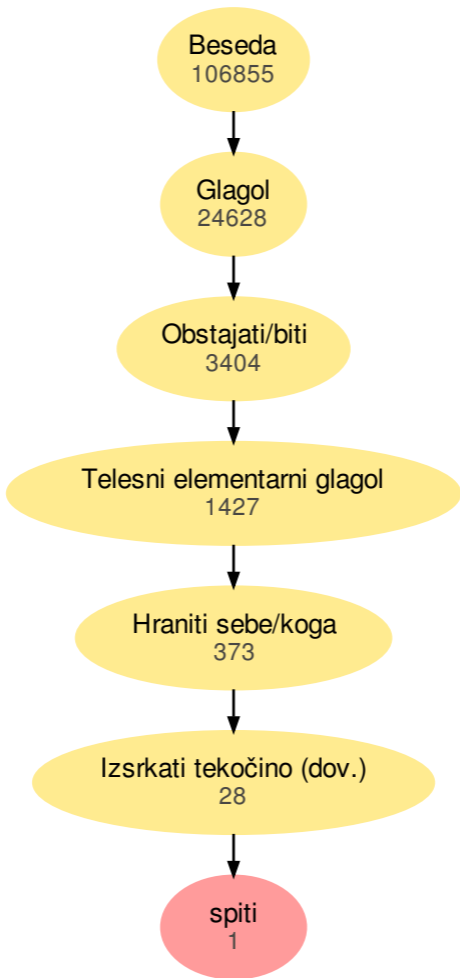 Beseda
106855
Glagol
24628
Obstajati/biti
3404
Telesni elementarni glagol
1427
Hraniti sebe/koga
373
Izsrkati tekočino (dov.)
28
spiti
1